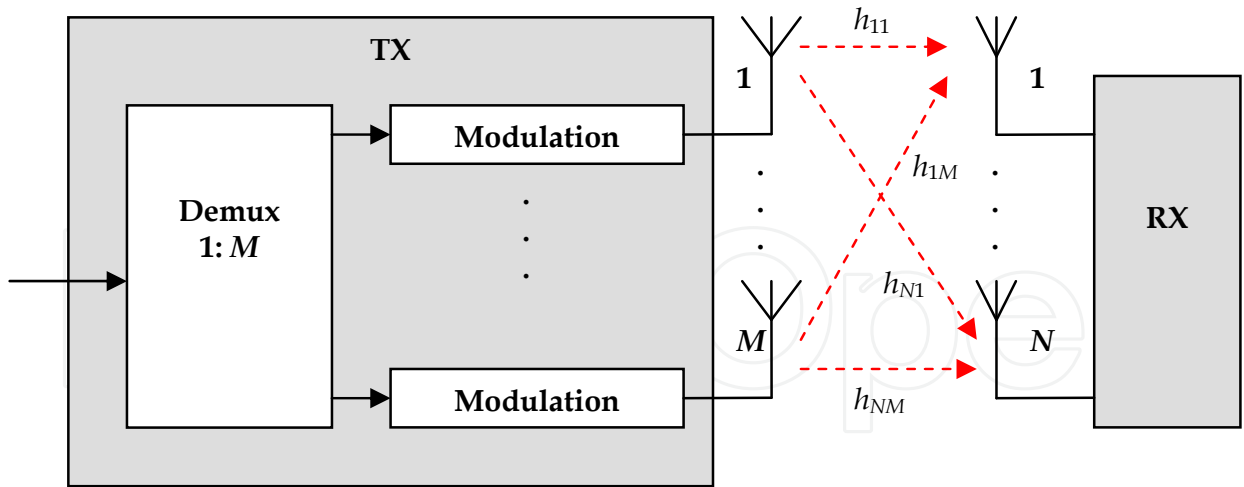 TX
Demux
1: M
Modulation
Modulation
1
M
h11
h1M
hN1
hNM
1
N
RX